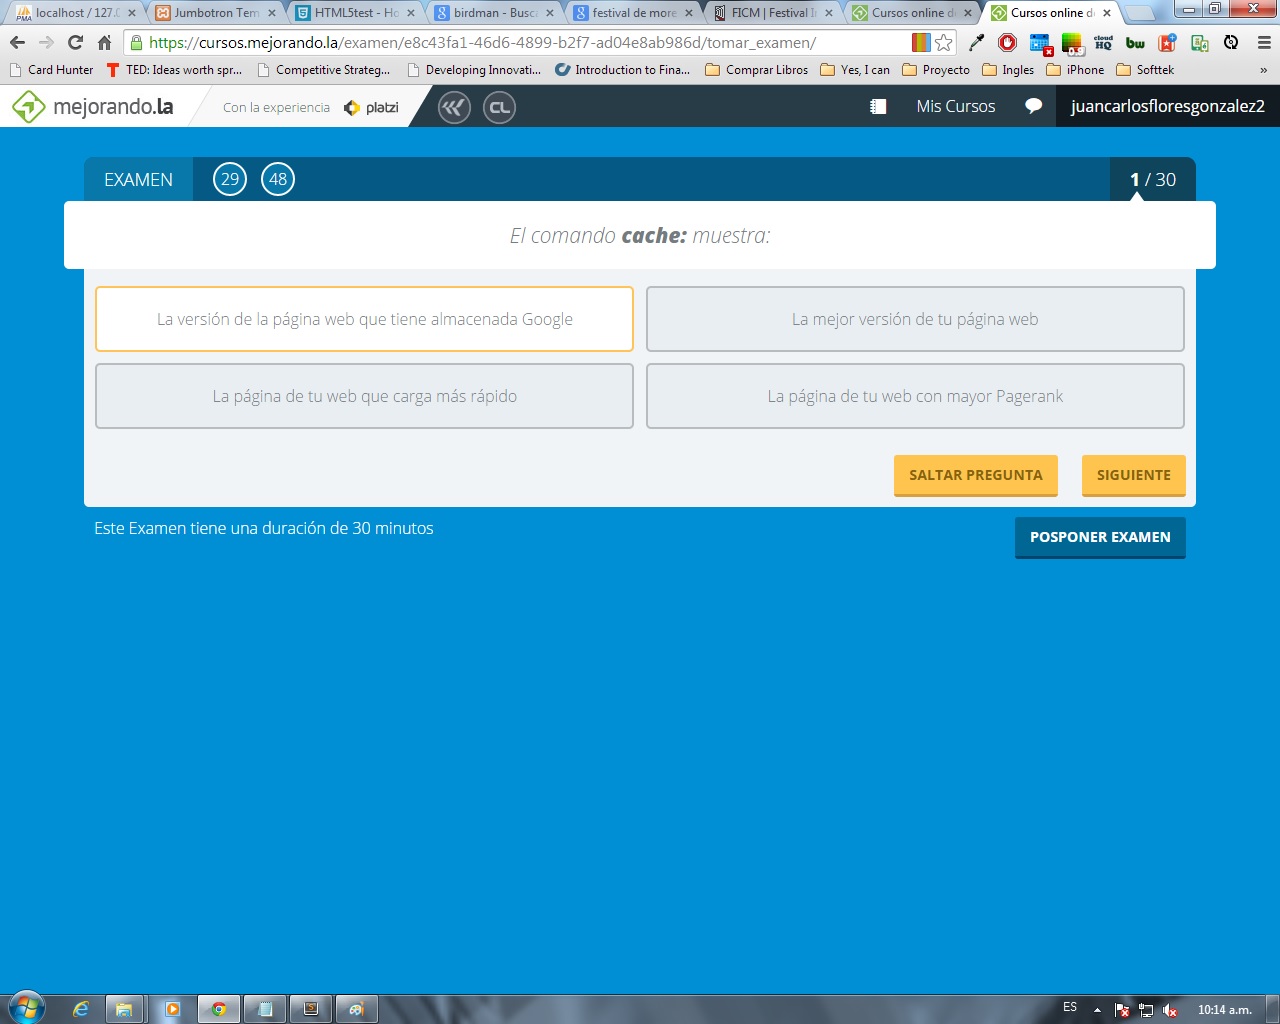 localhost / 127.0
Jumbotron Tem
HTML5test - Ho
birdman - Busca
festival de more
FICM | Festival In
Cursos online de
Cursos online de
https://cursos.mejorando.la/examen/e8c43fa1-46d6-4899-b2f7-ad04e8ab986d/tomar_examen/
Card Hunter
TED: Ideas worth spr...
Competitive Strateg...
Developing Innovati...
Introduction to Fina...
Comprar Libros
Yes, I can
Proyecto
Ingles
iPhone
Softtek
»
mejorando.la
Con la experiencia
platzi
CL
Mis Cursos
juancarlosfloresgonzalez2
EXAMEN
29
48
1 / 30
El comando cache: muestra:
La versión de la página web que tiene almacenada Google
La mejor versión de tu página web
La página de tu web que carga más rápido
La página de tu web con mayor Pagerank
SALTAR PREGUNTA
SIGUIENTE
Este Examen tiene una duración de 30 minutos
POSPONER EXAMEN
ES
10:14 a.m.